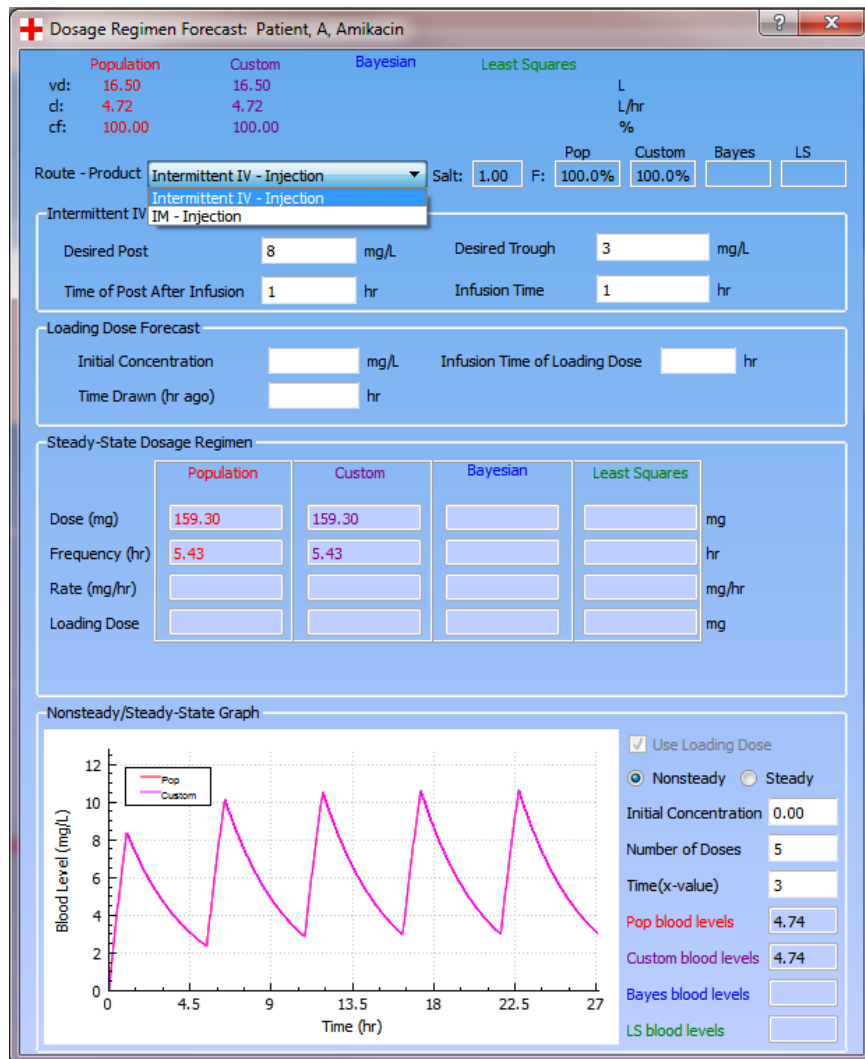 Dosage Regimen Forecast: Patient, A, Amikacin
? X
Population Custom Bayesian Least Squares
vd: 16.50 16.50 L
cl: 4.72 4.72 L/hr
cf: 100.00 100.00 %
Pop Custom Bayes LS
Route - Product Intermittent IV - Injection Salt: 1.00 F: 100.0% 100.0%
Intermittent IV - Injection
Intermittent IV IM - Injection
Desired Post 8 mg/L Desired Trough 3 mg/L
Time of Post After Infusion 1 hr Infusion Time 1 hr
Loading Dose Forecast
Initial Concentration mg/L Infusion Time of Loading Dose hr
Time Drawn (hr ago) hr
Steady-State Dosage Regimen
Population Custom Bayesian Least Squares
Dose (mg) 159.30 159.30 mg
Frequency (hr) 5.43 5.43 hr
Rate (mg/hr) mg/hr
Loading Dose mg
Nonsteady/Steady-State Graph
Blood Level (mg/L)
12
10
8
6
4
2
0
Pop
Custom
0 4.5 9 13.5 18 22.5 27
Time (hr)
Use Loading Dose
Nonsteady Steady
Initial Concentration 0.00
Number of Doses 5
Time(x-value) 3
Pop blood levels 4.74
Custom blood levels 4.74
Bayes blood levels
LS blood levels